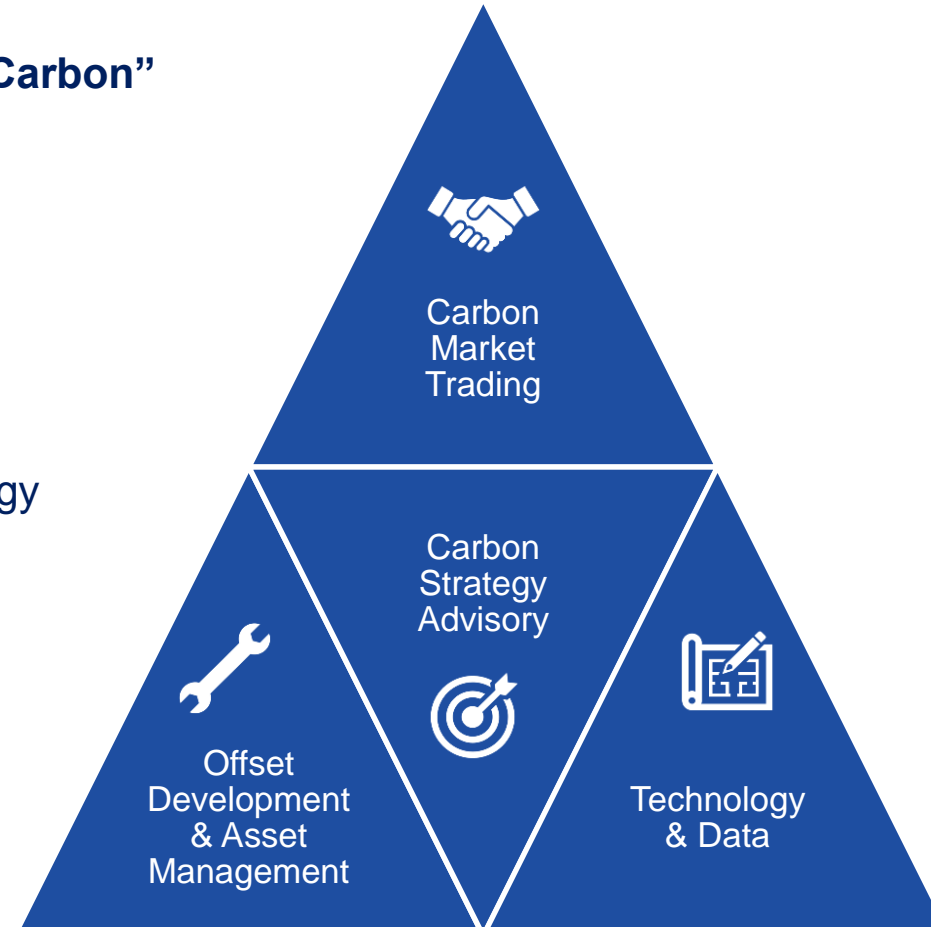 Carbon”
Carbon
Market
Trading
gy
Carbon
Strategy
Advisory
Offset
Development
& Asset
Management
Technology
& Data